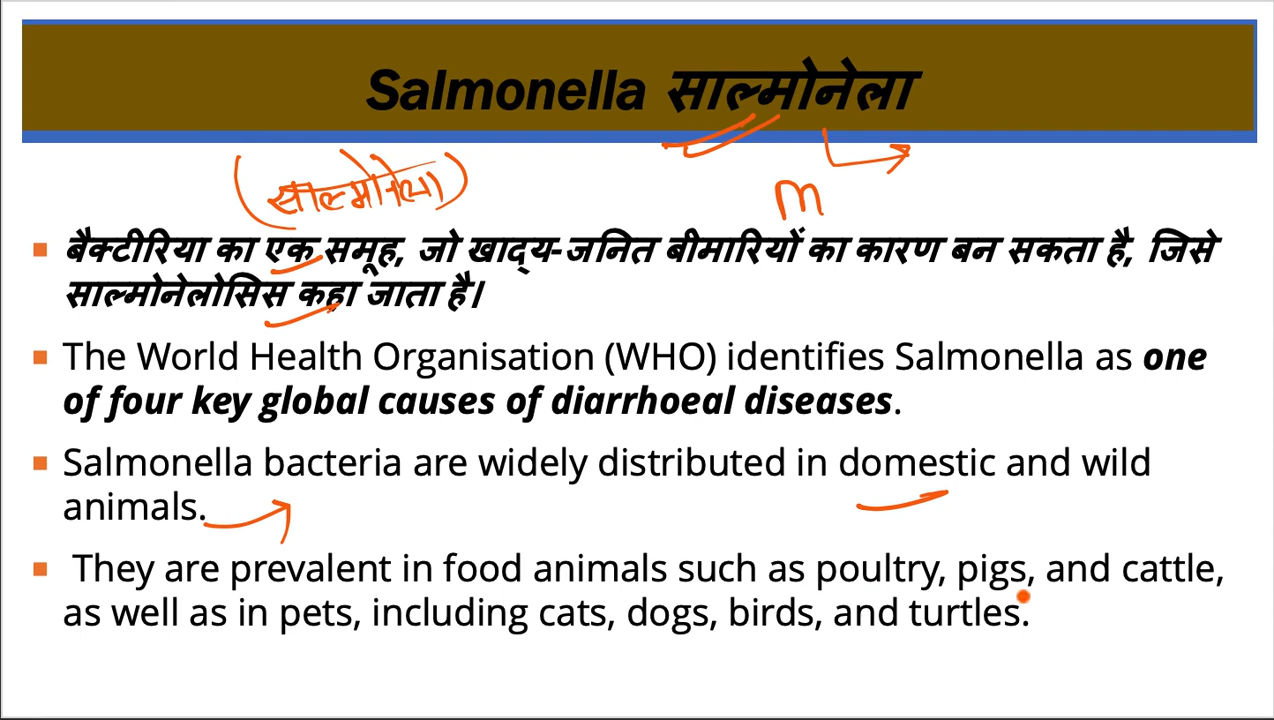 Salmonella साल्मोनेला
(साल्मोनेला)
m
बैक्टीरिया का एक समूह, जो खाद्य-जनित बीमारियों का कारण बन सकता है, जिसे
साल्मोनेलोसिस कहा जाता है।
The World Health Organisation (WHO) identifies Salmonella as one
of four key global causes of diarrhoeal diseases.
Salmonella bacteria are widely distributed in domestic and wild
animals.
They are prevalent in food animals such as poultry, pigs, and cattle,
as well as in pets, including cats, dogs, birds, and turtles.